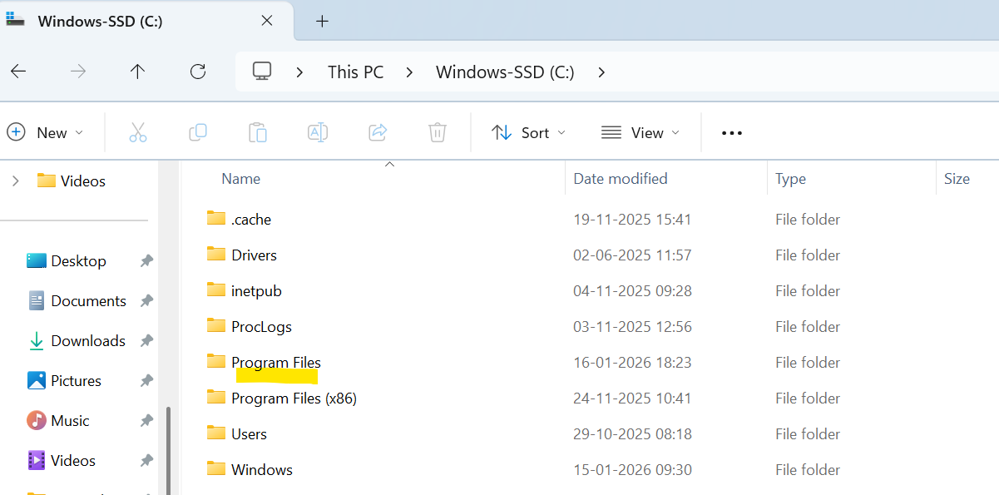 Windows-SSD (C:)
This PC Windows-SSD (C:)
New Sort View
Videos
Desktop
Documents
Downloads
Pictures
Music
Videos
Name Date modified Type Size
.cache 19-11-2025 15:41 File folder
Drivers 02-06-2025 11:57 File folder
inetpub 04-11-2025 09:28 File folder
ProcLogs 03-11-2025 12:56 File folder
Program Files 16-01-2026 18:23 File folder
Program Files (x86) 24-11-2025 10:41 File folder
Users 29-10-2025 08:18 File folder
Windows 15-01-2026 09:30 File folder